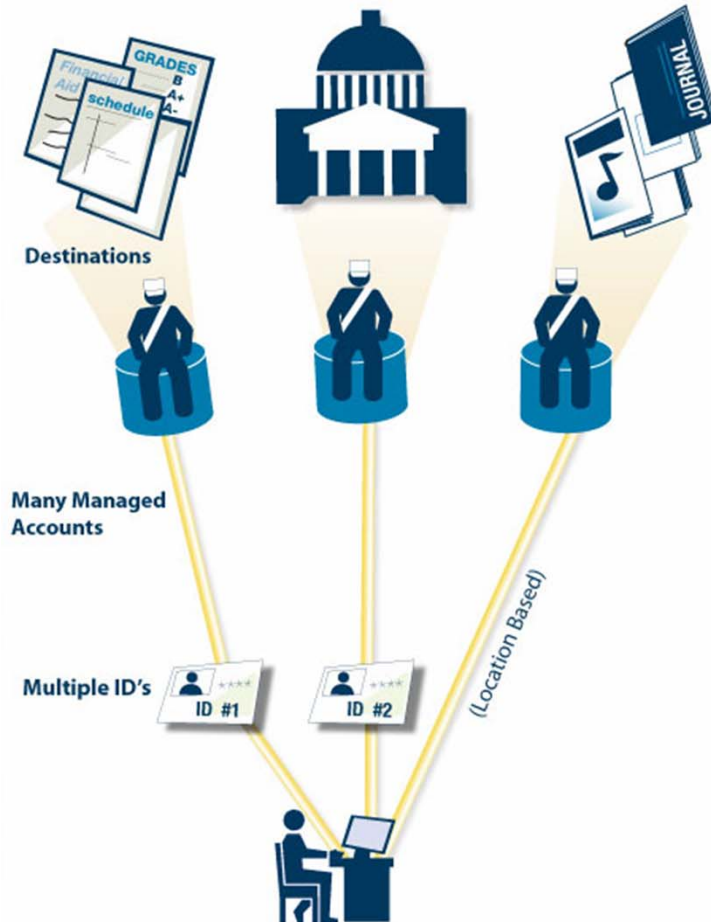 GRADES
B
A+
A-
Financial
Aid
schedule
JOURNAL
Destinations
Many Managed
Accounts
(Location Based)
Multiple ID's
****
ID #1
****
ID #2